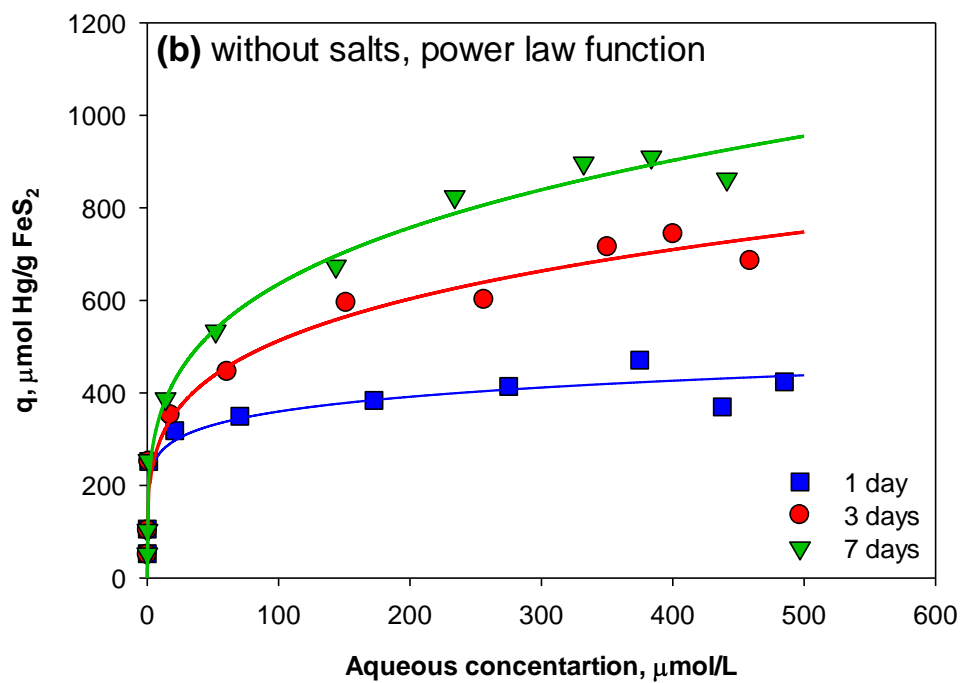 (b) without salts, power law function
q, μmol Hg/g FeS₂
1200
1000
800
600
400
200
0
1 day
3 days
7 days
0 100 200 300 400 500 600
Aqueous concentartion, μmol/L